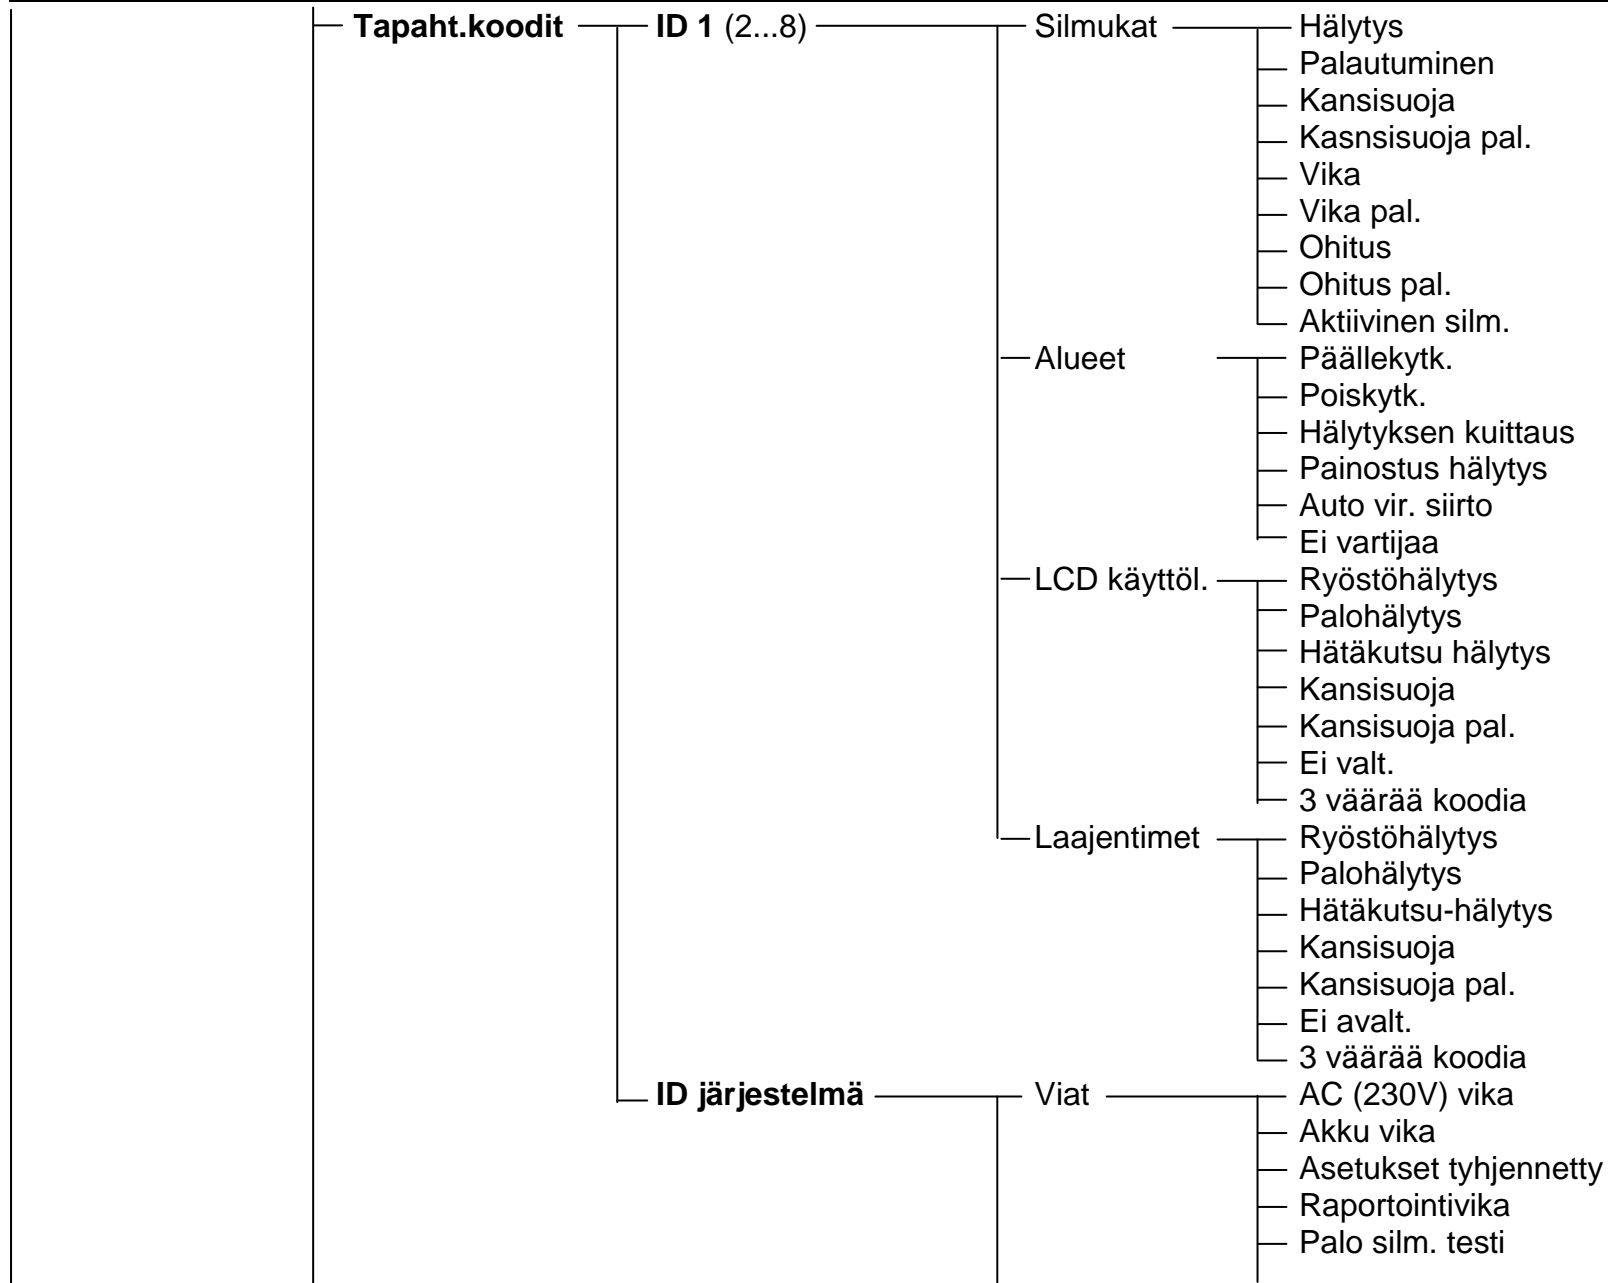 Tapaht.koodit ID 1 (2...8) Silmukat Hälytys
Palautuminen
Kansisuoja
Kasnsisuoja pal.
Vika
Vika pal.
Ohitus
Ohitus pal.
Aktiivinen silm.
Alueet Päällekytk.
Poiskytk.
Hälytyksen kuittaus
Painostus hälytys
Auto vir. siirto
Ei vartijaa
LCD käyttöl. Ryöstöhälytys
Palohälytys
Hätäkutsu hälytys
Kansisuoja
Kansisuoja pal.
Ei valt.
3 väärää koodia
Laajentimet Ryöstöhälytys
Palohälytys
Hätäkutsu-hälytys
Kansisuoja
Kansisuoja pal.
Ei avalt.
3 väärää koodia
ID järjestelmä Viat AC (230V) vika
Akku vika
Asetukset tyhjennetty
Raportointivika
Palo silm. testi